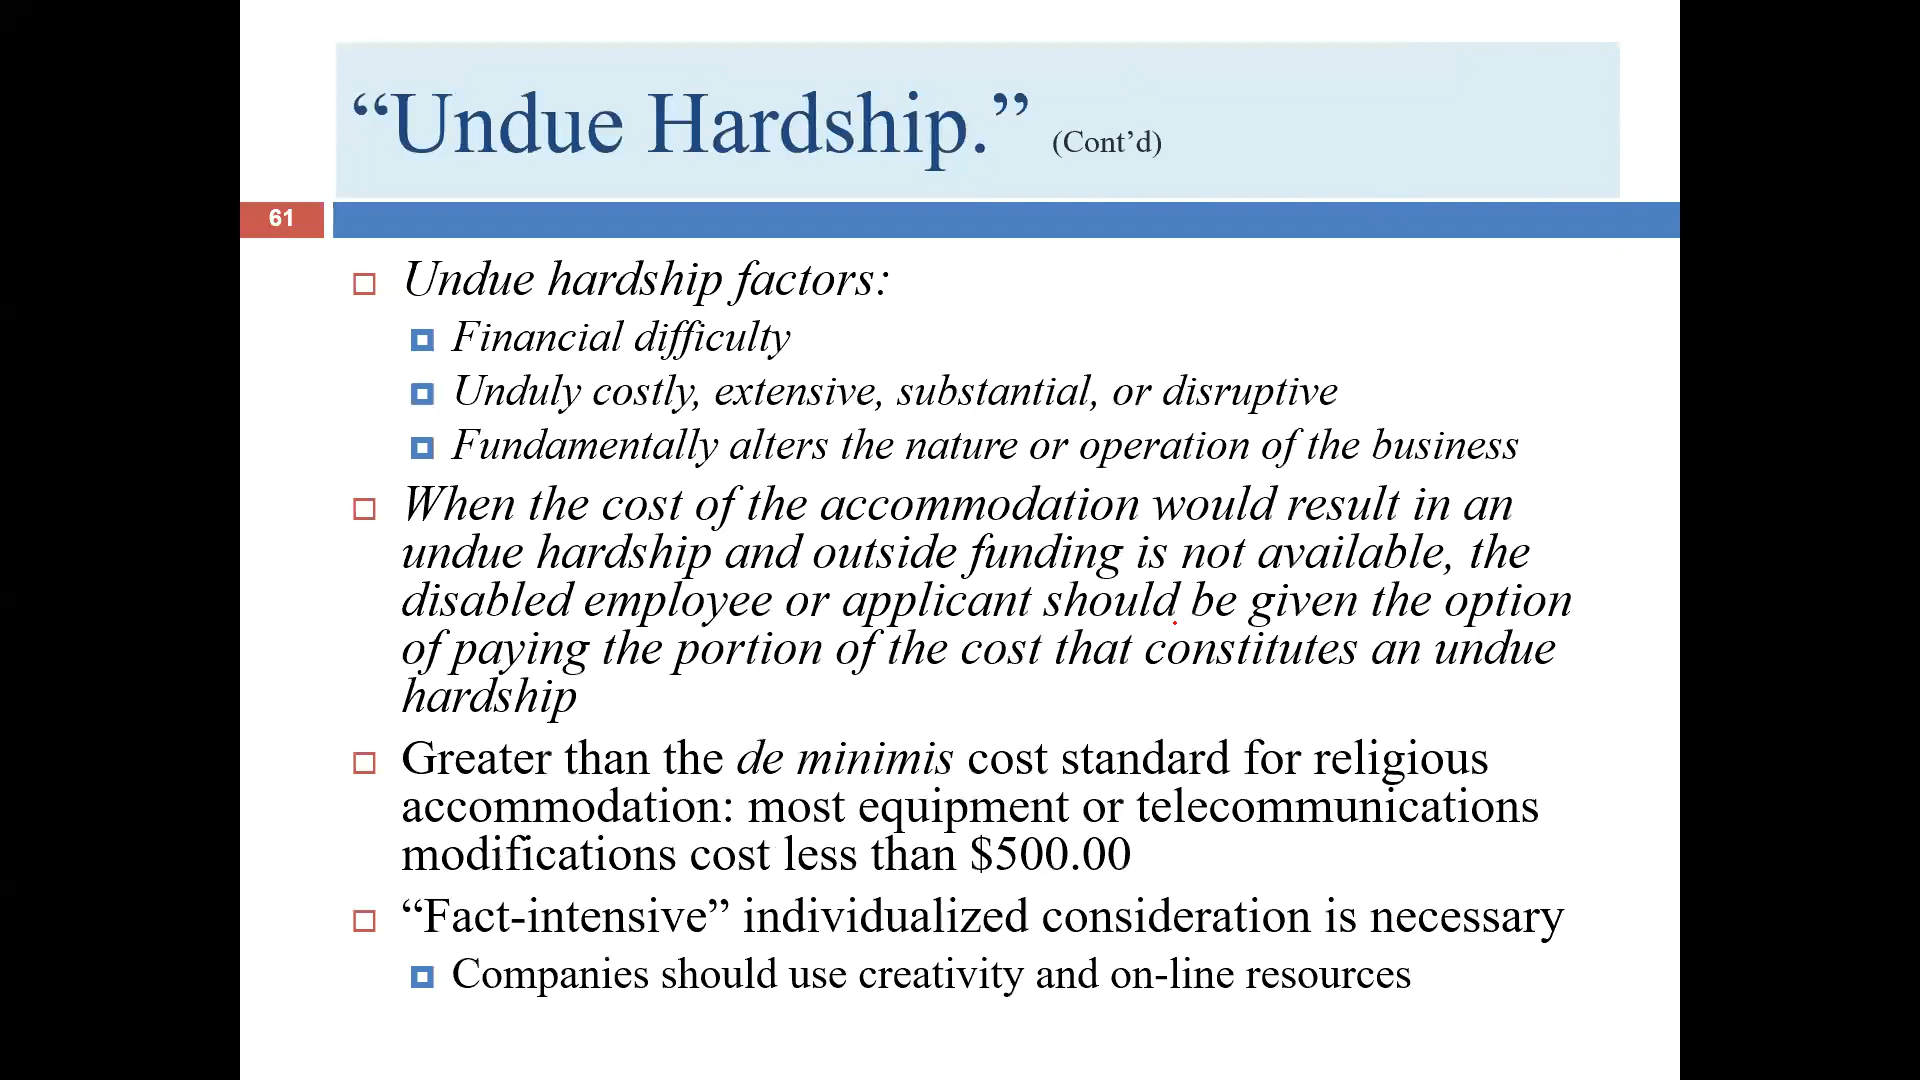 “Undue Hardship.” (Cont’d)
61
Undue hardship factors:
Financial difficulty
Unduly costly, extensive, substantial, or disruptive
Fundamentally alters the nature or operation of the business
When the cost of the accommodation would result in an
undue hardship and outside funding is not available, the
disabled employee or applicant should be given the option
of paying the portion of the cost that constitutes an undue
hardship
Greater than the de minimis cost standard for religious
accommodation: most equipment or telecommunications
modifications cost less than $500.00
“Fact-intensive” individualized consideration is necessary
Companies should use creativity and on-line resources